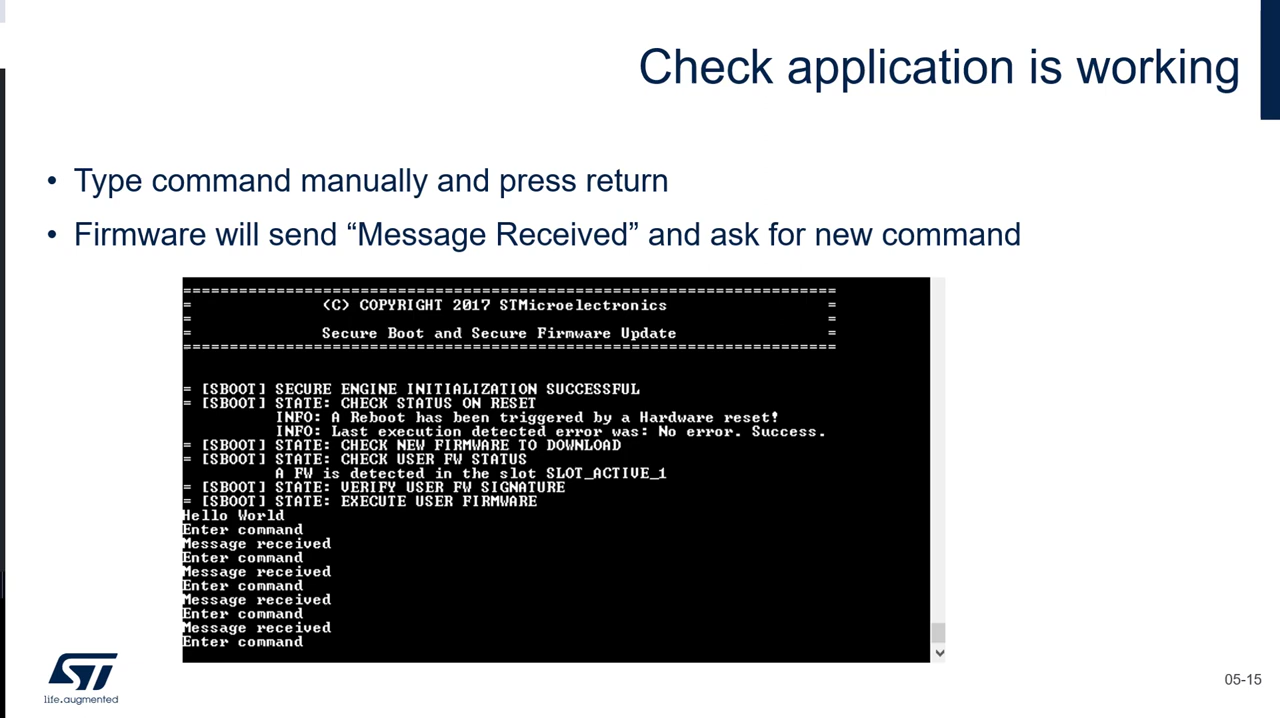 Check application is working
• Type command manually and press return
• Firmware will send “Message Received” and ask for new command
======================================================================
= (C) COPYRIGHT 2017 STMicroelectronics =
= =
= Secure Boot and Secure Firmware Update =
======================================================================
= [SBOOT] SECURE ENGINE INITIALIZATION SUCCESSFUL
= [SBOOT] STATE: CHECK STATUS ON RESET
INFO: A Reboot has been triggered by a Hardware reset!
INFO: Last execution detected error was: No error. Success.
= [SBOOT] STATE: CHECK NEW FIRMWARE TO DOWNLOAD
= [SBOOT] STATE: CHECK USER FW STATUS
A FW is detected in the slot SLOT_ACTIVE_1
= [SBOOT] STATE: VERIFY USER FW SIGNATURE
= [SBOOT] STATE: EXECUTE USER FIRMWARE
Hello World
Enter command
Message received
Enter command
Message received
Enter command
Message received
Enter command
Message received
Enter command
ST
life.augmented
05-15